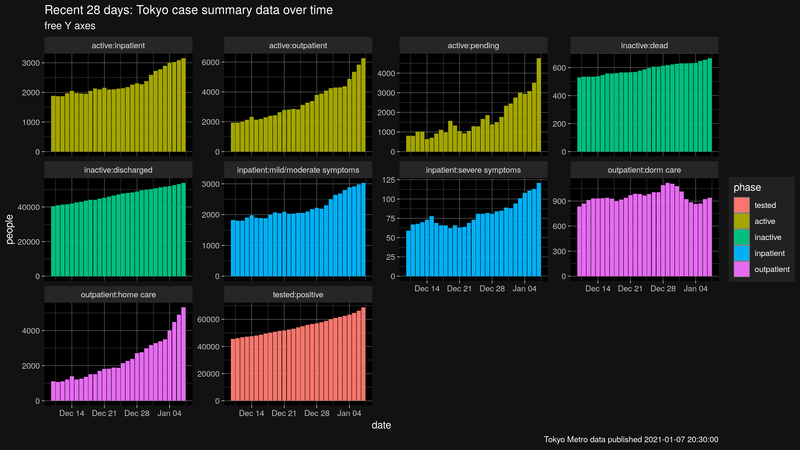 Recent 28 days: Tokyo case summary data over time
free Y axes
active:inpatient
active:outpatient
active:pending
inactive:dead
3000
2000
1000
0
6000
4000
2000
0
4000
3000
2000
1000
0
600
400
200
0
inactive:discharged
inpatient:mild/moderate symptoms
inpatient:severe symptoms
outpatient:dorm care
40000
20000
0
3000
2000
1000
0
125
100
75
50
25
0
900
600
300
0
Dec 14 Dec 21 Dec 28 Jan 04
Dec 14 Dec 21 Dec 28 Jan 04
outpatient:home care
tested:positive
4000
2000
0
60000
40000
20000
0
Dec 14 Dec 21 Dec 28 Jan 04
Dec 14 Dec 21 Dec 28 Jan 04
people
date
phase
tested
active
inactive
inpatient
outpatient
Tokyo Metro data published 2021-01-07 20:30:00